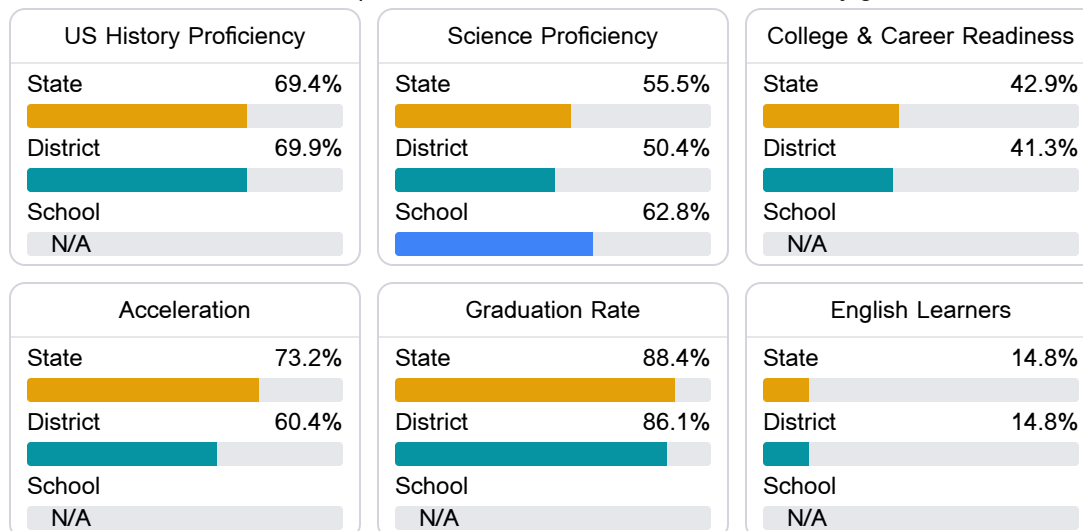 US History Proficiency
State 69.4%
District 69.9%
School
N/A
Science Proficiency
State 55.5%
District 50.4%
School 62.8%
College & Career Readiness
State 42.9%
District 41.3%
School
N/A
Acceleration
State 73.2%
District 60.4%
School
N/A
Graduation Rate
State 88.4%
District 86.1%
School
N/A
English Learners
State 14.8%
District 14.8%
School
N/A